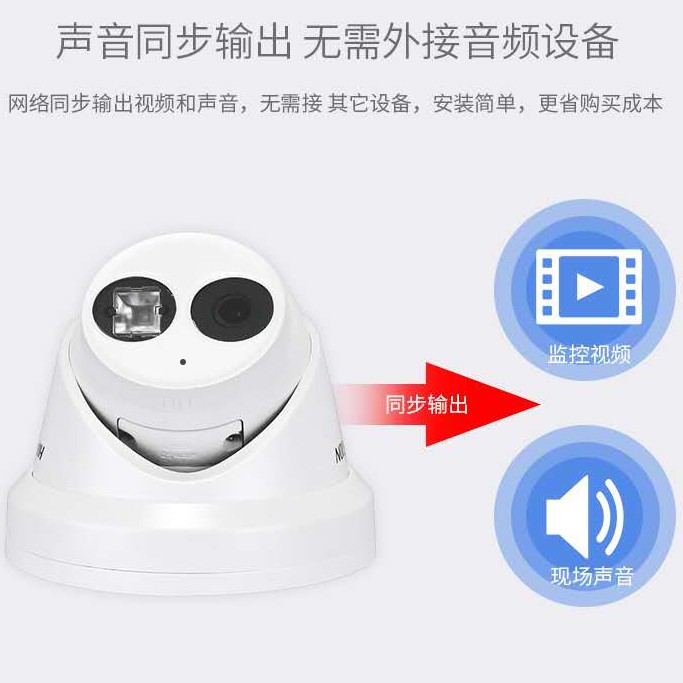 声音同步输出 无需外接音频设备
网络同步输出视频和声音，无需接 其它设备，安装简单，更省购买成本
监控视频
同步输出
现场声音